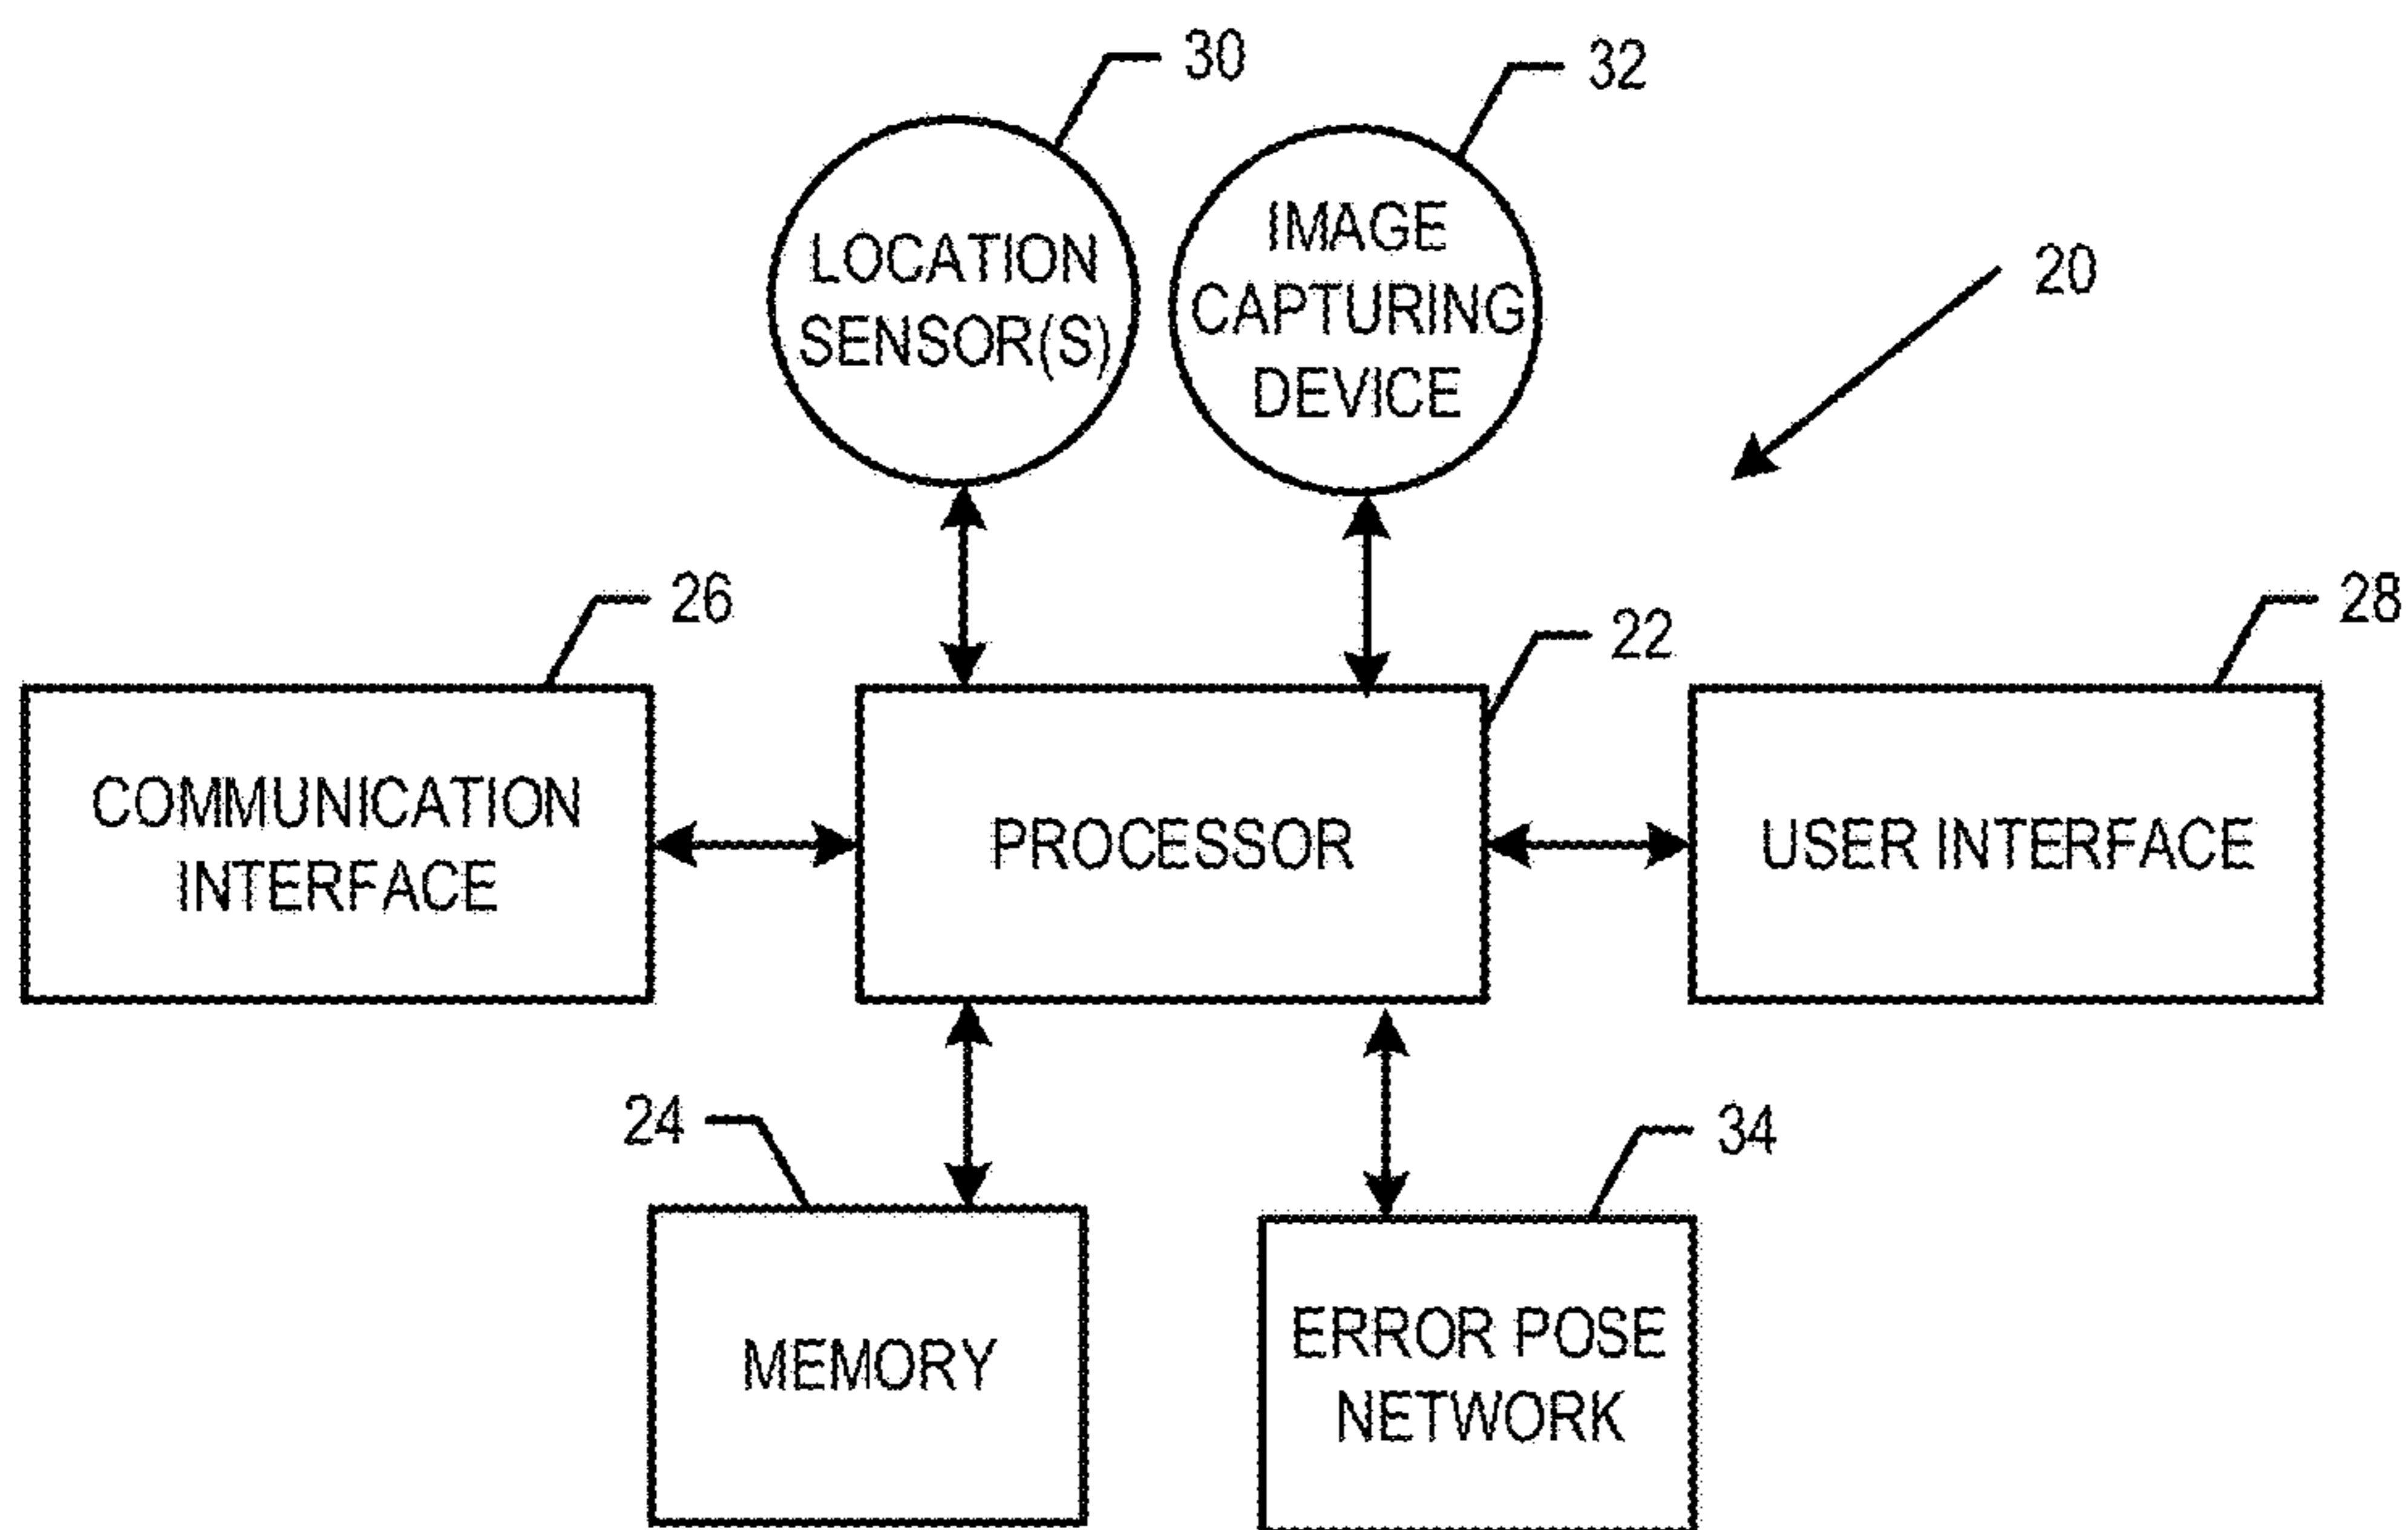 30
32
LOCATION
SENSOR(S)
IMAGE
CAPTURING
DEVICE
20
26
22
28
COMMUNICATION
INTERFACE
PROCESSOR
USER INTERFACE
24
34
MEMORY
ERROR POSE
NETWORK